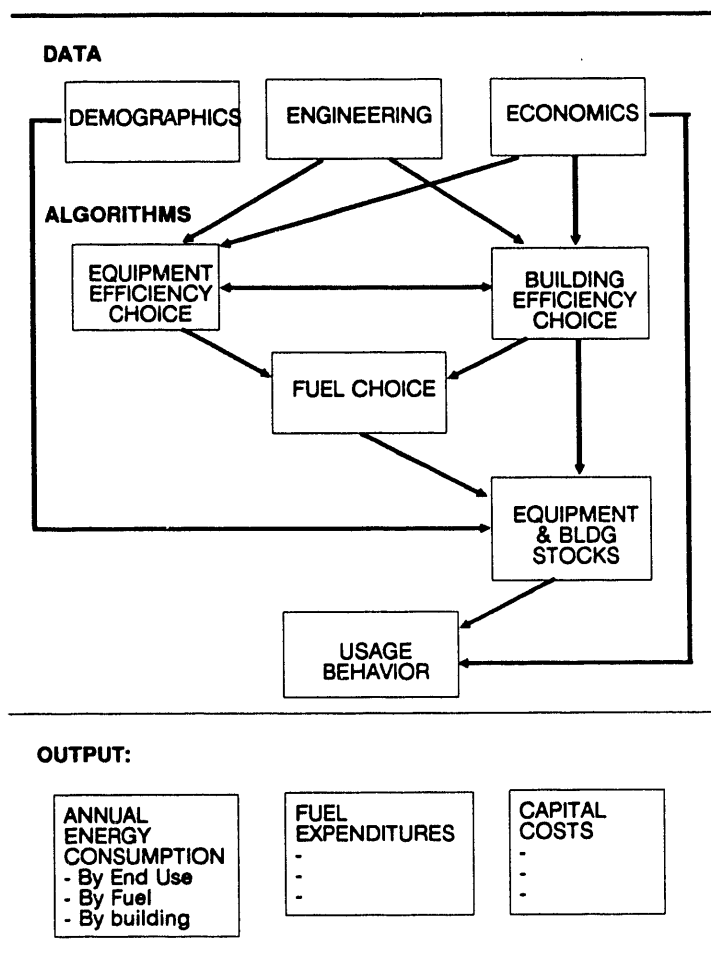 DATA
DEMOGRAPHICS
ENGINEERING
ECONOMICS
ALGORITHMS
EQUIPMENT
EFFICIENCY
CHOICE
BUILDING
EFFICIENCY
CHOICE
FUEL CHOICE
EQUIPMENT
& BLDG
STOCKS
USAGE
BEHAVIOR
OUTPUT:
ANNUAL
ENERGY
CONSUMPTION
- By End Use
- By Fuel
- By building
FUEL
EXPENDITURES
-
-
-
CAPITAL
COSTS
-
-
-